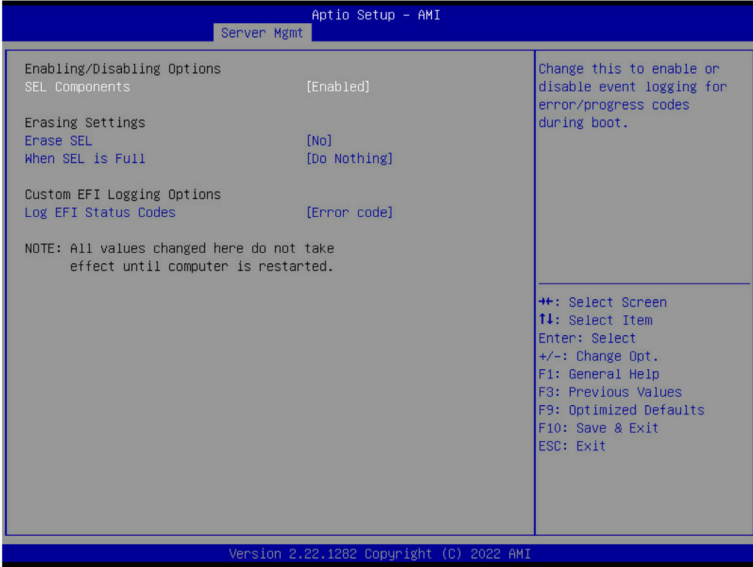 Aptio Setup - AMI
Server Mgmt
Enabling/Disabling Options
SEL Components [Enabled]
Erasing Settings
Erase SEL [No]
When SEL is Full [Do Nothing]
Custom EFI Logging Options
Log EFI Status Codes [Error code]
NOTE: All values changed here do not take
effect until computer is restarted.
Change this to enable or
disable event logging for
error/progress codes
during boot.
→←: Select Screen
↑↓: Select Item
Enter: Select
+/-: Change Opt.
F1: General Help
F3: Previous Values
F9: Optimized Defaults
F10: Save & Exit
ESC: Exit
Version 2.22.1282 Copyright (C) 2022 AMI